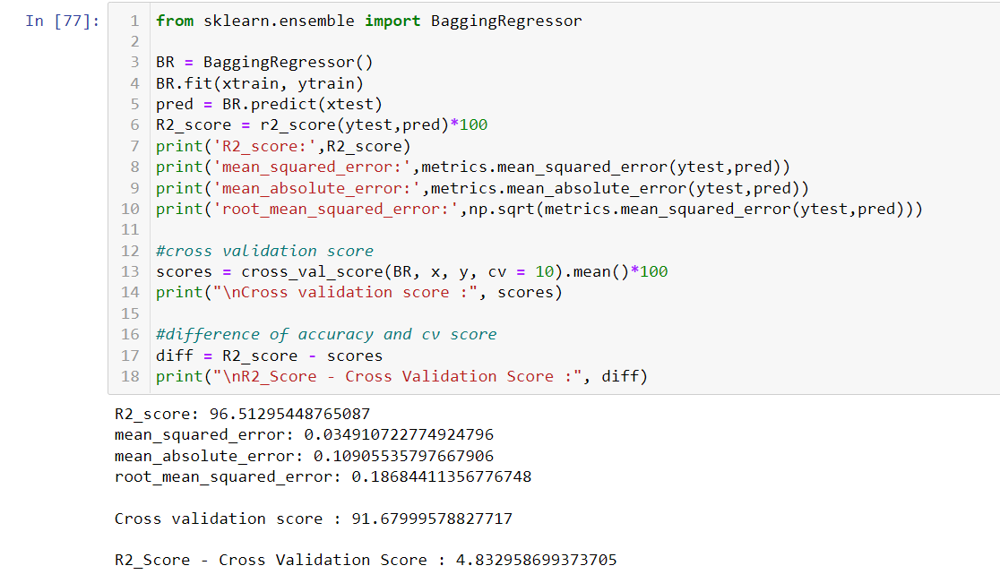 In [77]:
1 from sklearn.ensemble import BaggingRegressor
2
3 BR = BaggingRegressor()
4 BR.fit(xtrain, ytrain)
5 pred = BR.predict(xtest)
6 R2_score = r2_score(ytest,pred)*100
7 print('R2_score:',R2_score)
8 print('mean_squared_error:',metrics.mean_squared_error(ytest,pred))
9 print('mean_absolute_error:',metrics.mean_absolute_error(ytest,pred))
10 print('root_mean_squared_error:',np.sqrt(metrics.mean_squared_error(ytest,pred)))
11
12 #cross validation score
13 scores = cross_val_score(BR, x, y, cv = 10).mean()*100
14 print("\nCross validation score :", scores)
15
16 #difference of accuracy and cv score
17 diff = R2_score - scores
18 print("\nR2_Score - Cross Validation Score :", diff)
R2_score: 96.51295448765087
mean_squared_error: 0.034910722774924796
mean_absolute_error: 0.10905535797667906
root_mean_squared_error: 0.18684411356776748
Cross validation score : 91.67999578827717
R2_Score - Cross Validation Score : 4.832958699373705